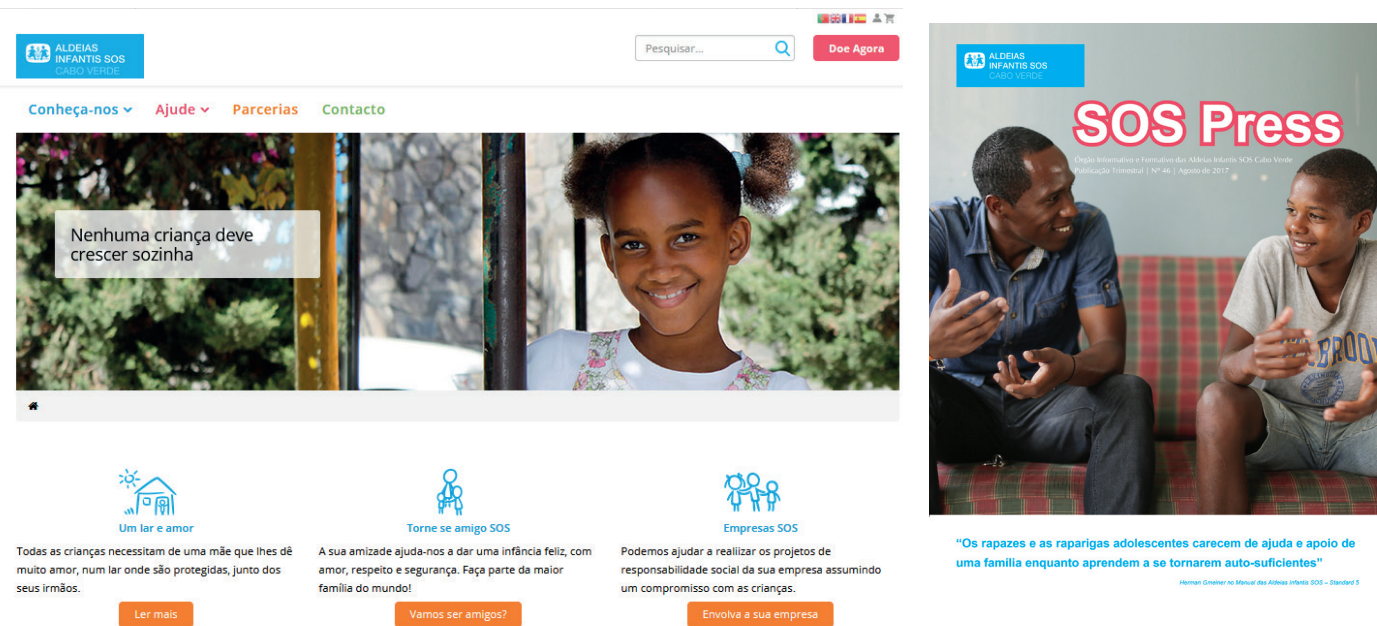 ALDEIAS
INFANTIS SOS
CABO VERDE
Pesquisar...
Doe Agora
Conheça-nos
Ajude
Parcerias
Contacto
Nenhuma criança deve
crescer sozinha
Um lar e amor
Todas as crianças necessitam de uma mãe que lhes dê
muito amor, num lar onde são protegidas, junto dos
seus irmãos.
Ler mais
Torne se amigo SOS
A sua amizade ajuda-nos a dar uma infância feliz, com
amor, respeito e segurança. Faça parte da maior
família do mundo!
Vamos ser amigos?
Empresas SOS
Podemos ajudar a reallizar os projetos de
responsabilidade social da sua empresa assumindo
um compromisso com as crianças.
Envolva a sua empresa
ALDEIAS
INFANTIS SOS
CABO VERDE
SOS Press
Órgão Informativo e Formativo das Aldeias Infantis SOS Cabo Verde
Publicação Trimestral | Nº 46 | Agosto de 2017
“Os rapazes e as raparigas adolescentes carecem de ajuda e apoio de
uma família enquanto aprendem a se tornarem auto-suficientes”
Herman Gmeiner no Manual das Aldeias Infantis SOS – Standard 5